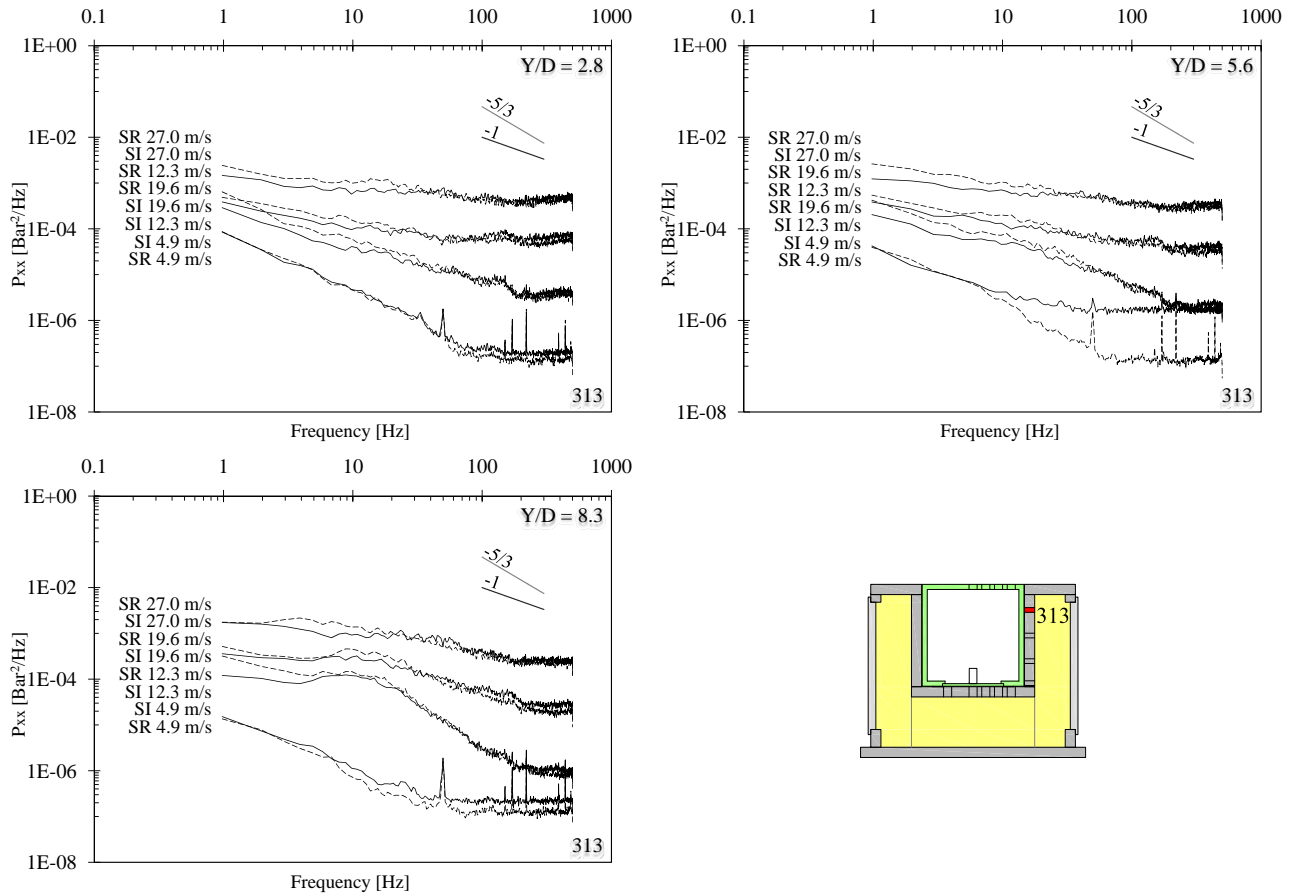 0.1 1 10 100 1000
1E+00
1E-02
1E-04
1E-06
1E-08
Pxx [Bar²/Hz]
Y/D = 2.8
-5/3
-1
SR 27.0 m/s
SI 27.0 m/s
SR 12.3 m/s
SR 19.6 m/s
SI 19.6 m/s
SI 12.3 m/s
SI 4.9 m/s
SR 4.9 m/s
313
Frequency [Hz]
0.1 1 10 100 1000
1E+00
1E-02
1E-04
1E-06
1E-08
Pxx [Bar²/Hz]
Y/D = 5.6
-5/3
-1
SR 27.0 m/s
SI 27.0 m/s
SR 19.6 m/s
SR 12.3 m/s
SR 19.6 m/s
SI 12.3 m/s
SI 4.9 m/s
SR 4.9 m/s
313
Frequency [Hz]
0.1 1 10 100 1000
1E+00
1E-02
1E-04
1E-06
1E-08
Pxx [Bar²/Hz]
Y/D = 8.3
-5/3
-1
SR 27.0 m/s
SI 27.0 m/s
SR 19.6 m/s
SI 19.6 m/s
SR 12.3 m/s
SI 12.3 m/s
SI 4.9 m/s
SR 4.9 m/s
313
Frequency [Hz]
313